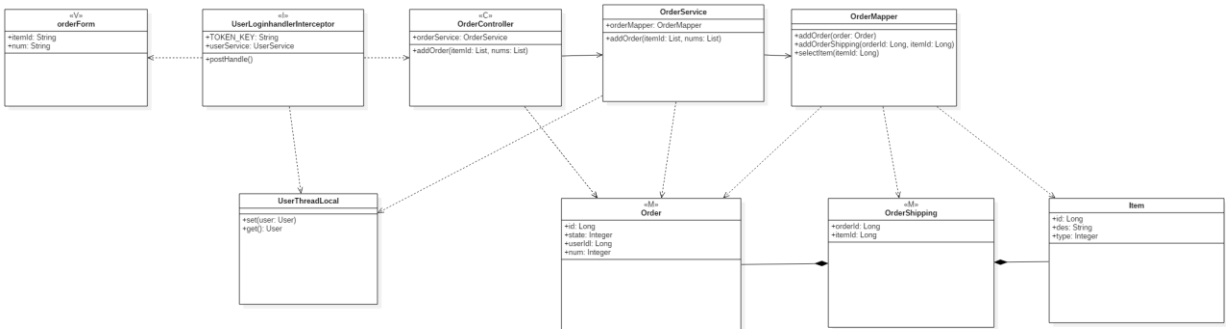 «V»
orderForm
+itemId: String
+num: String
«I»
UserLoginhandlerInterceptor
+TOKEN_KEY: String
+userService: UserService
+postHandle()
«C»
OrderController
+orderService: OrderService
+addOrder(itemId: List, nums: List)
OrderService
+orderMapper: OrderMapper
+addOrder(itemId: List, nums: List)
OrderMapper
+addOrder(order: Order)
+addOrderShipping(orderId: Long, itemId: Long)
+selectItem(itemId: Long)
UserThreadLocal
+set(user: User)
+get(): User
«M»
Order
+id: Long
+state: Integer
+userIdl: Long
+num: Integer
«M»
OrderShipping
+orderId: Long
+itemId: Long
Item
+id: Long
+des: String
+type: Integer